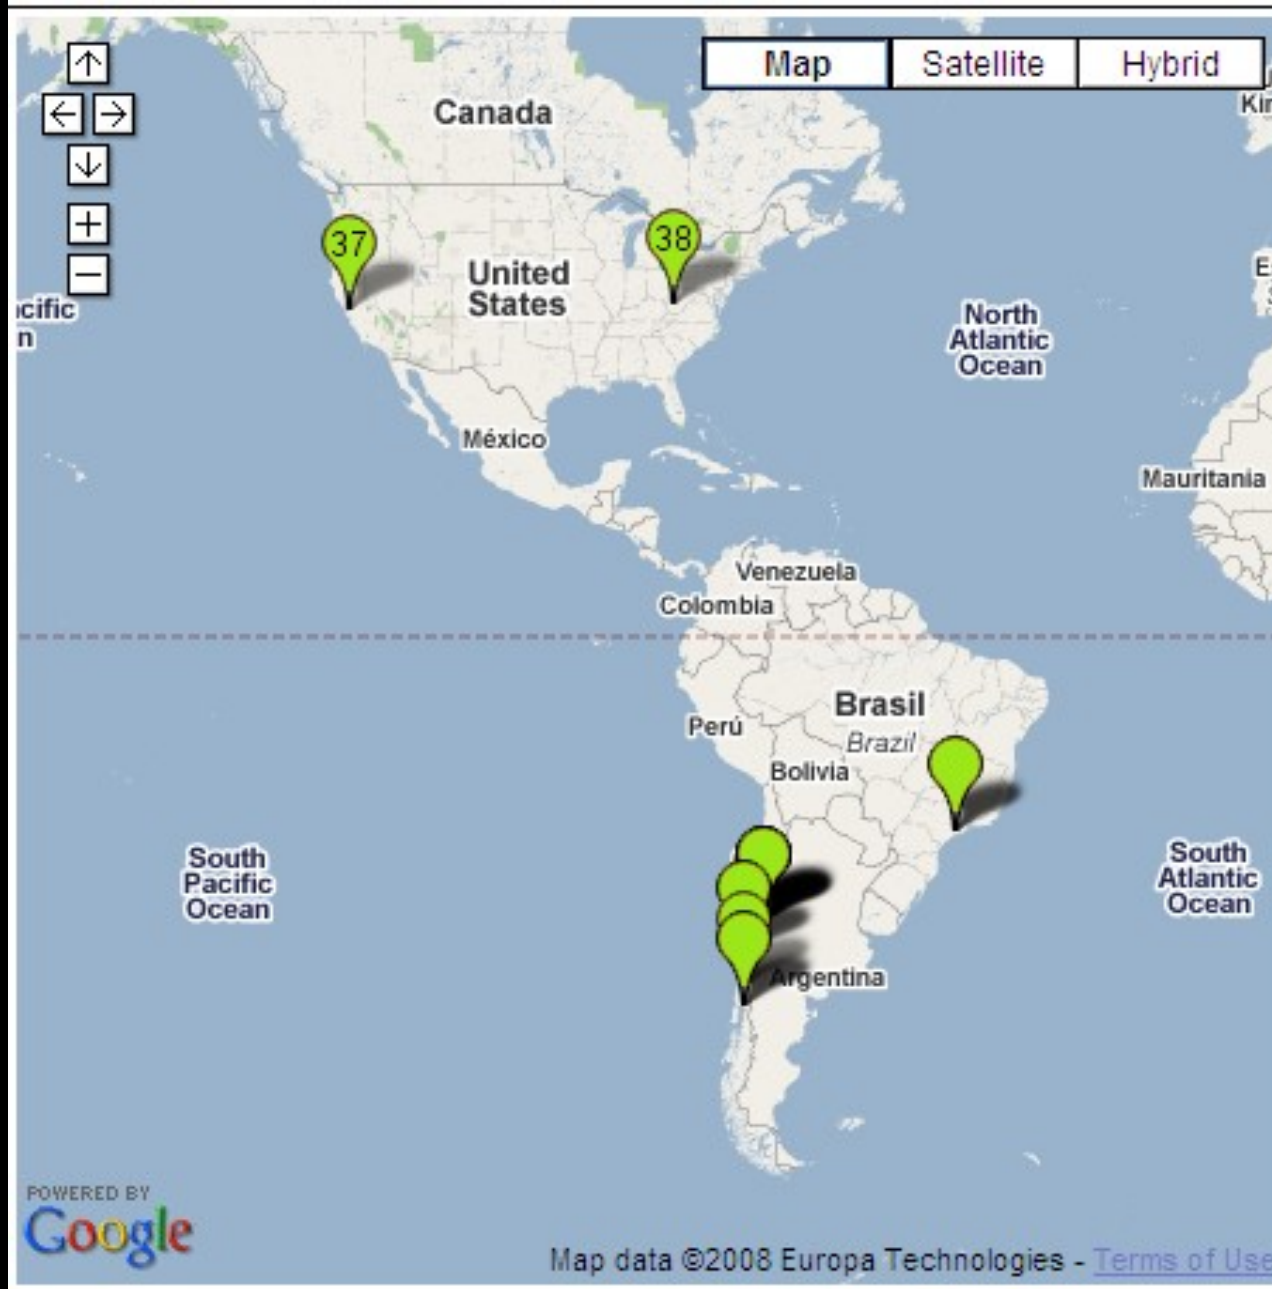 Map
Satellite
Hybrid
Canada
37
38
United
States
North
Atlantic
Ocean
México
Mauritania
Venezuela
Colombia
Brasil
Brazil
Perú
Bolivia
South
Pacific
Ocean
South
Atlantic
Ocean
Argentina
POWERED BY
Google
Map data ©2008 Europa Technologies - Terms of Use